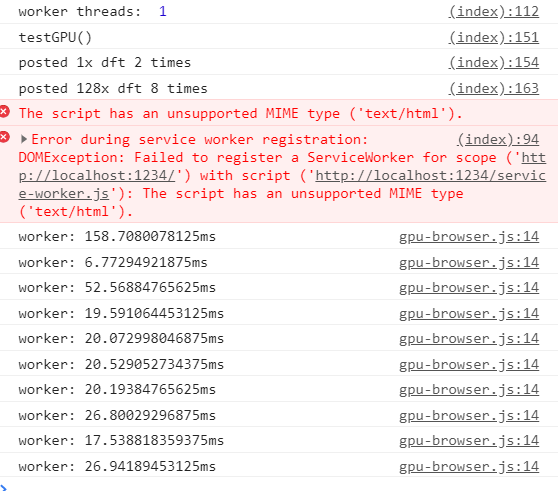 worker threads:  1 (index):112
testGPU() (index):151
posted 1x dft 2 times (index):154
posted 128x dft 8 times (index):163
The script has an unsupported MIME type ('text/html').
Error during service worker registration: (index):94
DOMException: Failed to register a ServiceWorker for scope ('htt
p://localhost:1234/') with script ('http://localhost:1234/servic
e-worker.js'): The script has an unsupported MIME type
('text/html').
worker: 158.7080078125ms gpu-browser.js:14
worker: 6.77294921875ms gpu-browser.js:14
worker: 52.56884765625ms gpu-browser.js:14
worker: 19.591064453125ms gpu-browser.js:14
worker: 20.072998046875ms gpu-browser.js:14
worker: 20.529052734375ms gpu-browser.js:14
worker: 20.19384765625ms gpu-browser.js:14
worker: 26.80029296875ms gpu-browser.js:14
worker: 17.538818359375ms gpu-browser.js:14
worker: 26.94189453125ms gpu-browser.js:14